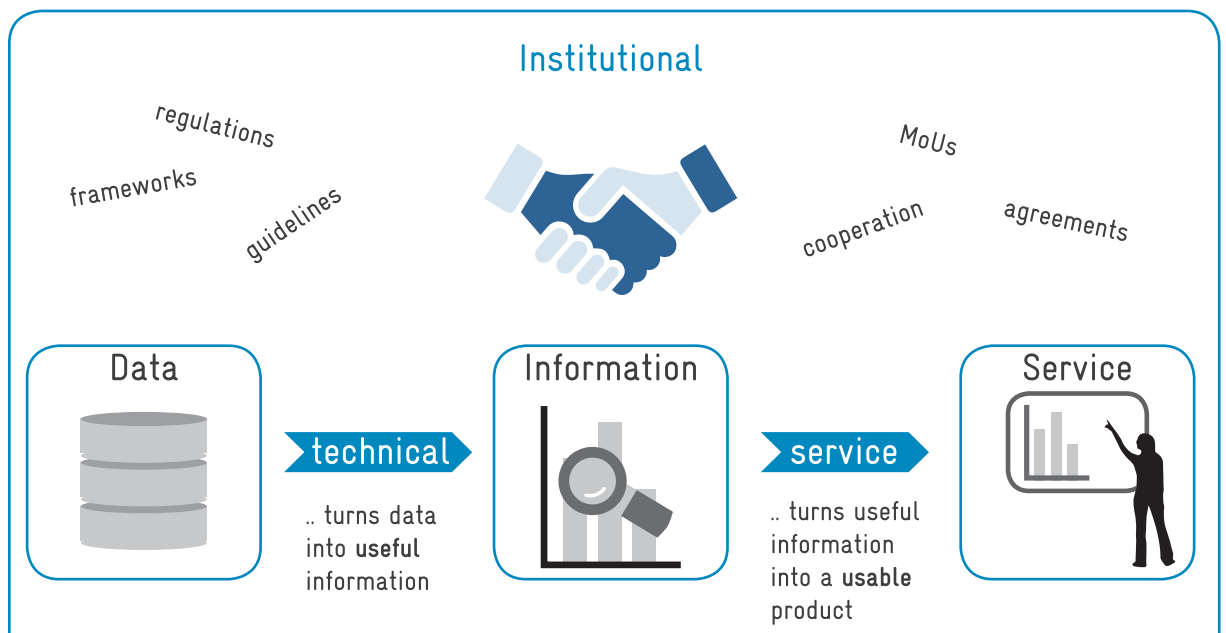 Institutional
regulations
frameworks
guidelines
MoUs
cooperation
agreements
Data
technical
.. turns data
into useful
information
Information
service
.. turns useful
information
into a usable
product
Service